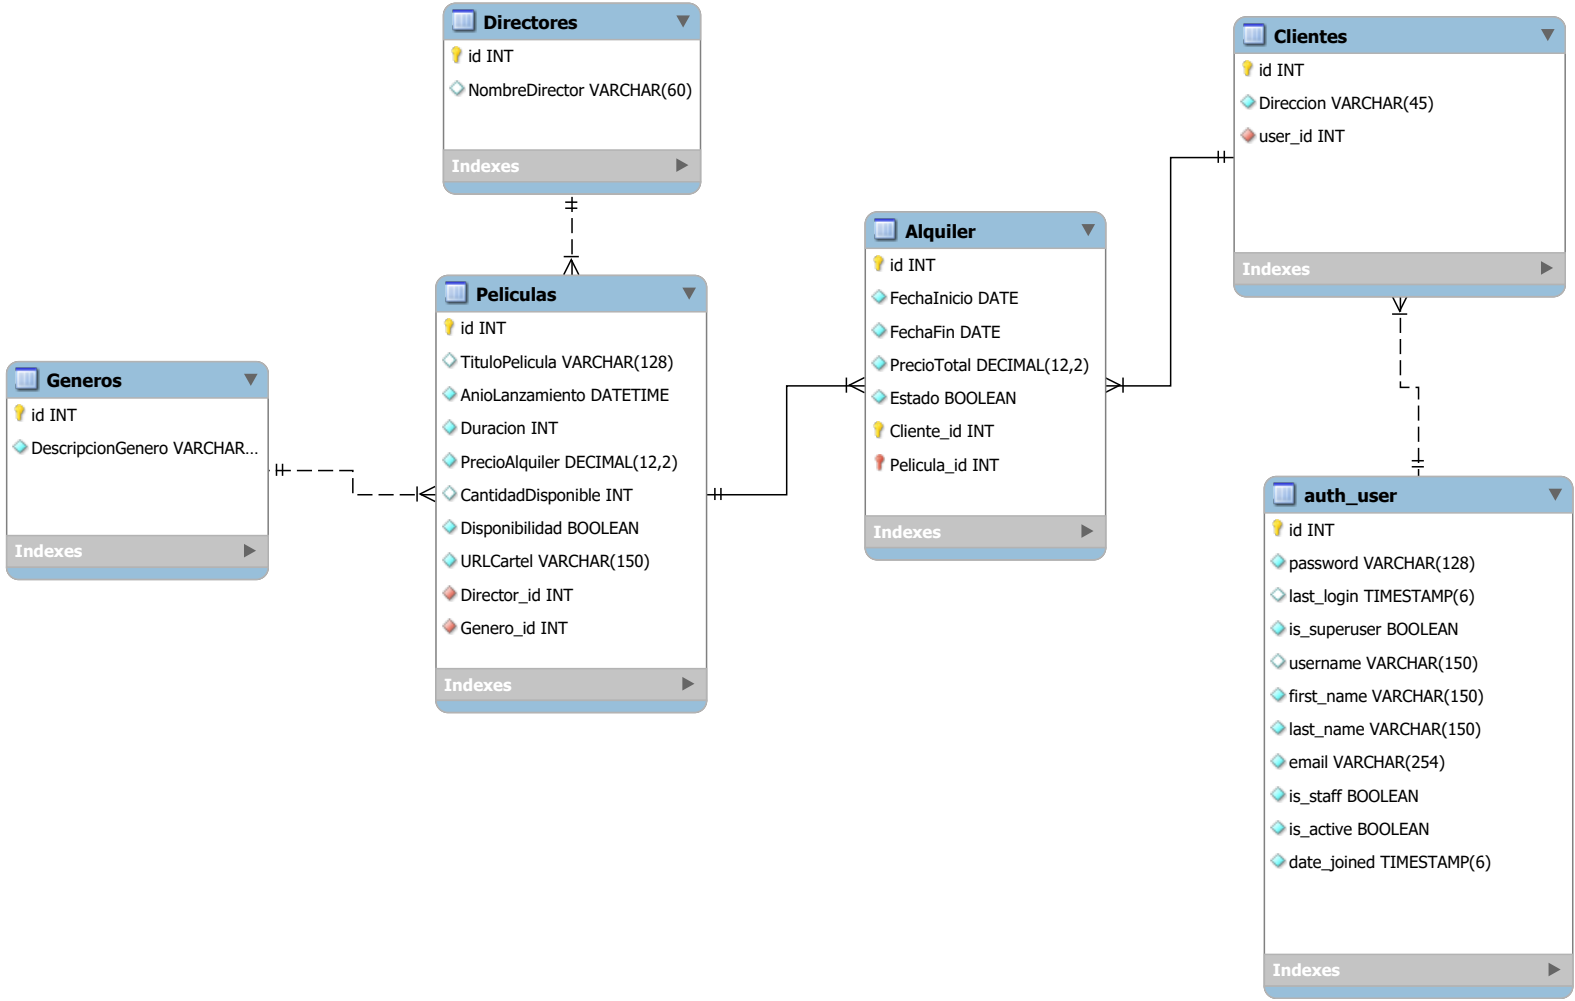 Directores
id INT
NombreDirector VARCHAR(60)
Indexes
Clientes
id INT
Direccion VARCHAR(45)
user_id INT
Indexes
Alquiler
id INT
FechaInicio DATE
FechaFin DATE
PrecioTotal DECIMAL(12,2)
Estado BOOLEAN
Cliente_id INT
Pelicula_id INT
Indexes
Peliculas
id INT
TituloPelicula VARCHAR(128)
AnioLanzamiento DATETIME
Duracion INT
PrecioAlquiler DECIMAL(12,2)
CantidadDisponible INT
Disponibilidad BOOLEAN
URLCartel VARCHAR(150)
Director_id INT
Genero_id INT
Indexes
Generos
id INT
DescripcionGenero VARCHAR...
Indexes
auth_user
id INT
password VARCHAR(128)
last_login TIMESTAMP(6)
is_superuser BOOLEAN
username VARCHAR(150)
first_name VARCHAR(150)
last_name VARCHAR(150)
email VARCHAR(254)
is_staff BOOLEAN
is_active BOOLEAN
date_joined TIMESTAMP(6)
Indexes